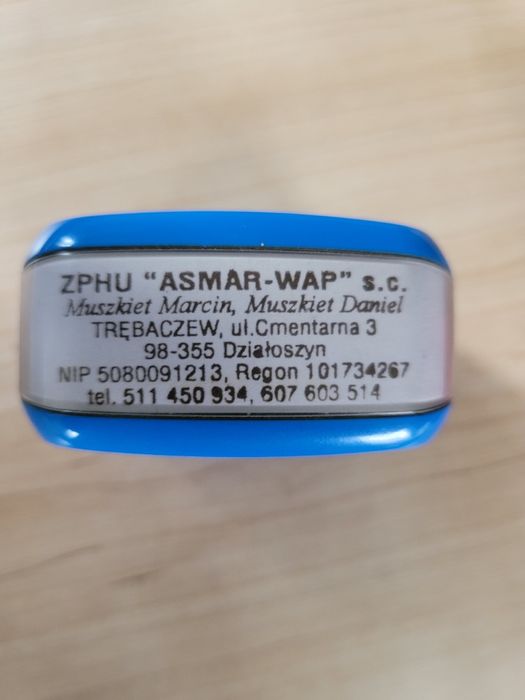 ZPHU "ASMAR-WAP" s.c.
Muszkiet Marcin, Muszkiet Daniel
TRĘBACZEW, ul.Cmentarna 3
98-355 Działoszyn
NIP 5080091213, Regon 101734267
tel. 511 450 934, 607 603 514